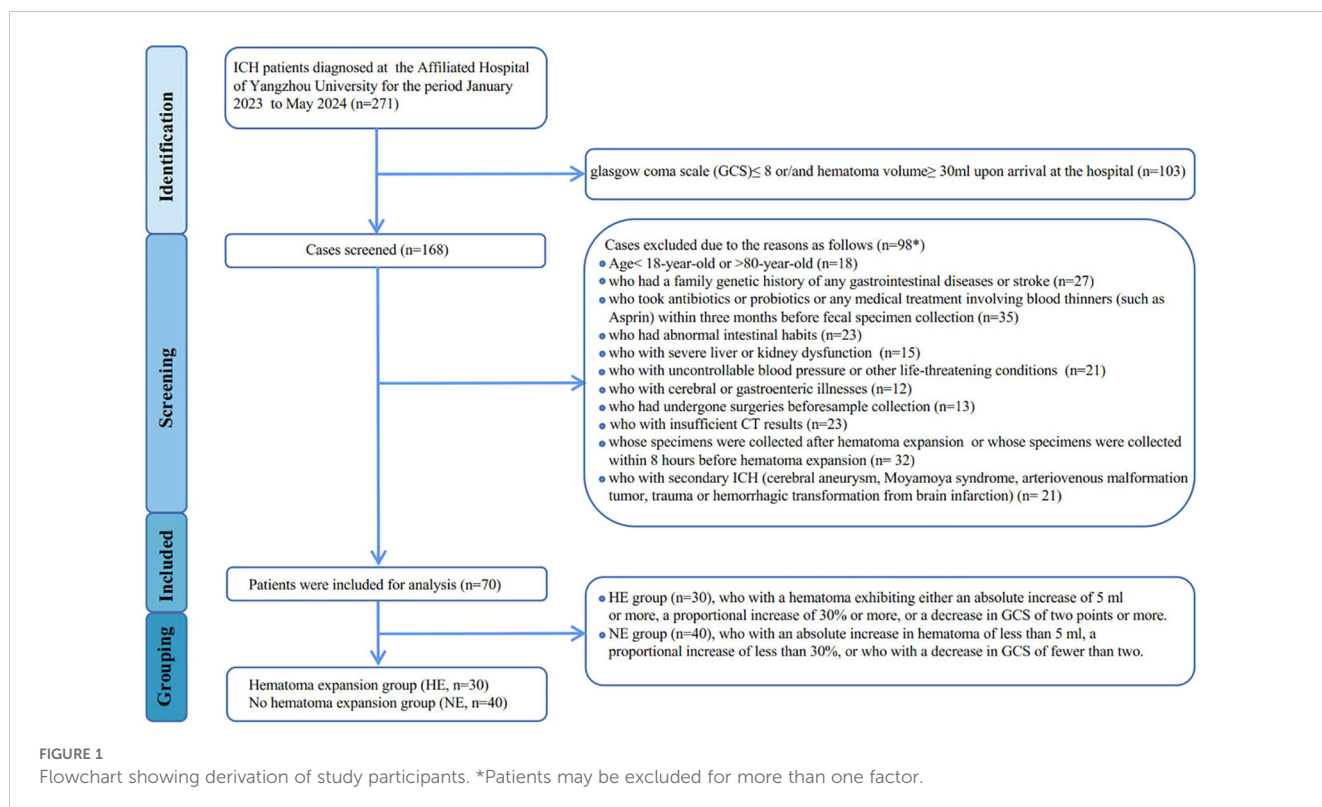 Identification
ICH patients diagnosed at the Affiliated Hospital
of Yangzhou University for the period January
2023 to May 2024 (n=271)
glasgow coma scale (GCS)≤ 8 or/and hematoma volume≥ 30ml upon arrival at the hospital (n=103)
Screening
Cases screened (n=168)
Cases excluded due to the reasons as follows (n=98*)
Age< 18-year-old or >80-year-old (n=18)
who had a family genetic history of any gastrointestinal diseases or stroke (n=27)
who took antibiotics or probiotics or any medical treatment involving blood thinners (such as
Asprin) within three months before fecal specimen collection (n=35)
who had abnormal intestinal habits (n=23)
who with severe liver or kidney dysfunction (n=15)
who with uncontrollable blood pressure or other life-threatening conditions (n=21)
who with cerebral or gastroenteric illnesses (n=12)
who had undergone surgeries beforesample collection (n=13)
who with insufficient CT results (n=23)
whose specimens were collected after hematoma expansion or whose specimens were collected
within 8 hours before hematoma expansion (n= 32)
who with secondary ICH (cerebral aneurysm, Moyamoya syndrome, arteriovenous malformation
tumor, trauma or hemorrhagic transformation from brain infarction) (n= 21)
Included
Patients were included for analysis (n=70)
HE group (n=30), who with a hematoma exhibiting either an absolute increase of 5 ml
or more, a proportional increase of 30% or more, or a decrease in GCS of two points or more.
NE group (n=40), who with an absolute increase in hematoma of less than 5 ml, a
proportional increase of less than 30%, or who with a decrease in GCS of fewer than two.
Grouping
Hematoma expansion group (HE, n=30)
No hematoma expansion group (NE, n=40)
FIGURE 1
Flowchart showing derivation of study participants. *Patients may be excluded for more than one factor.